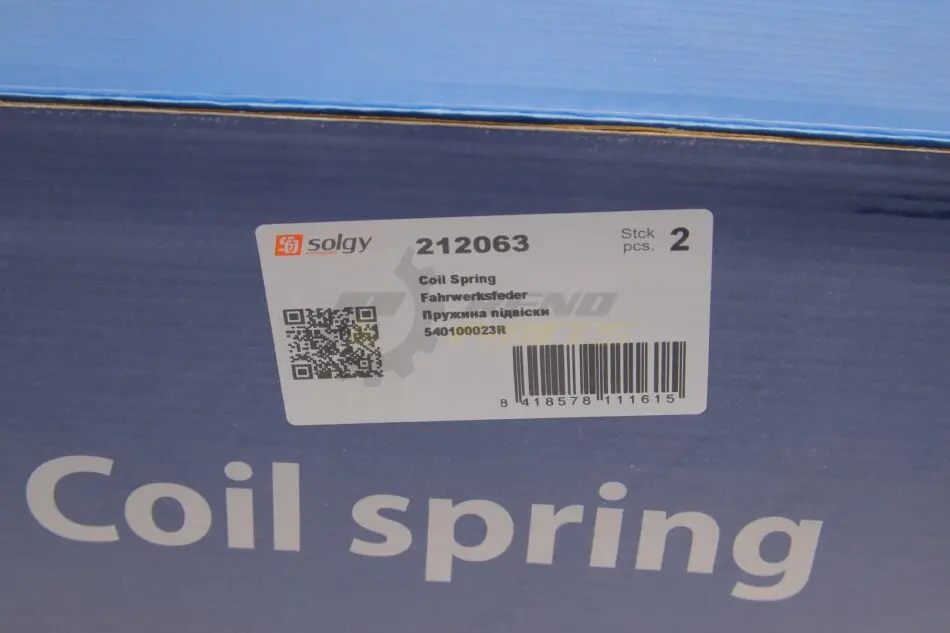 solgy 212063 Stck pcs. 2
Coil Spring
Fahrwerksfeder
Пружина підвіски
540100023R
8 418578 111615
Coil spring